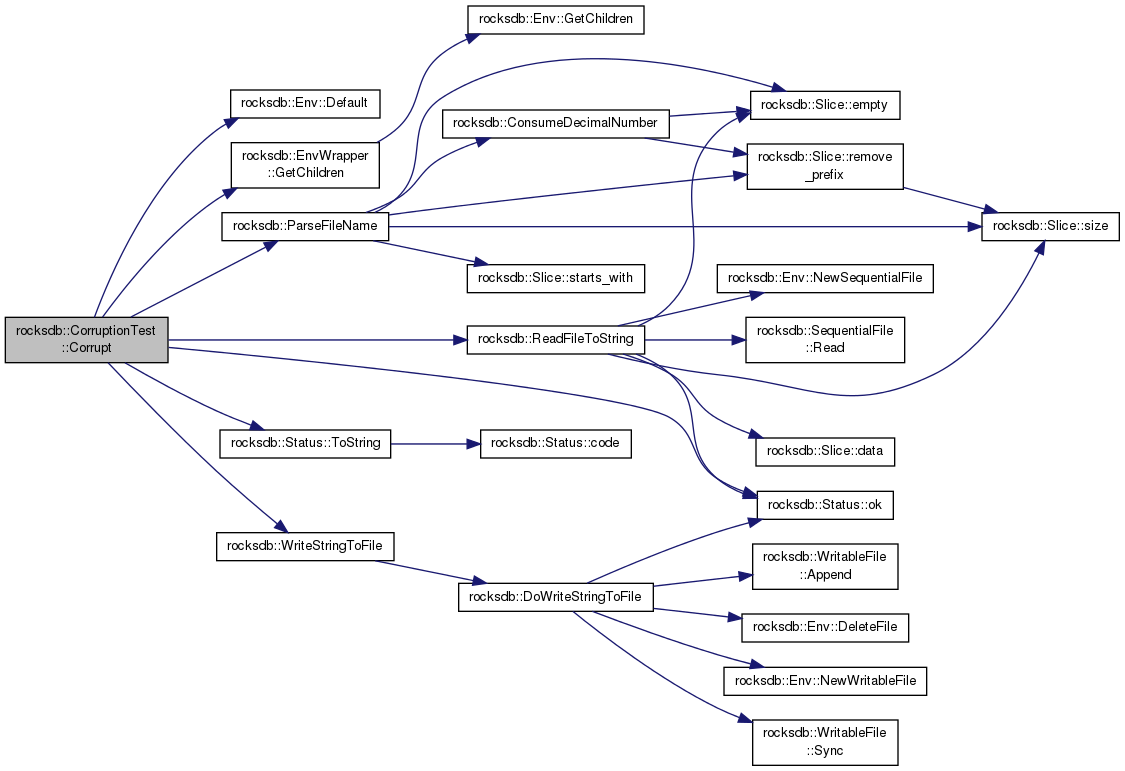 rocksdb::Env::GetChildren
rocksdb::Env::Default
rocksdb::Slice::empty
rocksdb::ConsumeDecimalNumber
rocksdb::EnvWrapper
::GetChildren
rocksdb::Slice::remove
_prefix
rocksdb::ParseFileName
rocksdb::Slice::size
rocksdb::Slice::starts_with
rocksdb::Env::NewSequentialFile
rocksdb::CorruptionTest
::Corrupt
rocksdb::ReadFileToString
rocksdb::SequentialFile
::Read
rocksdb::Status::ToString
rocksdb::Status::code
rocksdb::Slice::data
rocksdb::Status::ok
rocksdb::WriteStringToFile
rocksdb::WritableFile
::Append
rocksdb::DoWriteStringToFile
rocksdb::Env::DeleteFile
rocksdb::Env::NewWritableFile
rocksdb::WritableFile
::Sync